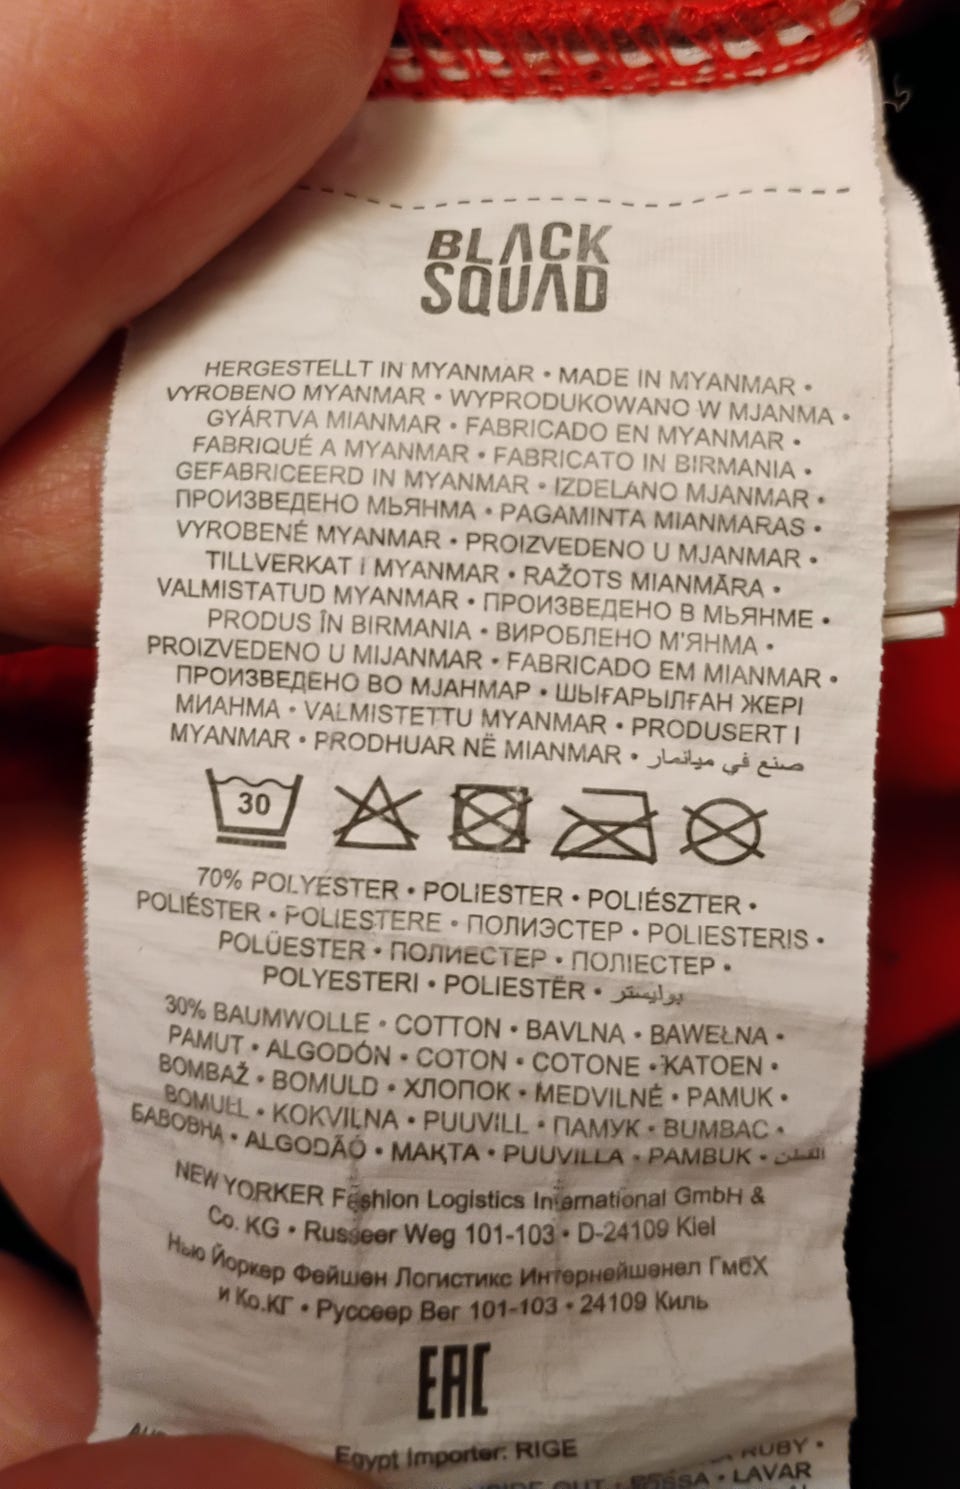 BLACK
SQUAD
HERGESTELLT IN MYANMAR • MADE IN MYANMAR •
VYROBENO MYANMAR • WYPRODUKOWANO W MJANMA •
GYÁRTVA MIANMAR • FABRICADO EN MYANMAR •
FABRIQUÉ A MYANMAR • FABRICATO IN BIRMANIA •
GEFABRICEERD IN MYANMAR • IZDELANO MJANMAR •
ПРОИЗВЕДЕНО МЬЯНМА • PAGAMINTA MIANMARAS •
VYROBENÉ MYANMAR • PROIZVEDENO U MJANMAR •
TILLVERKAT I MYANMAR • RAŽOTS MIANMĀRA •
VALMISTATUD MYANMAR • ПРОИЗВЕДЕНО В МЬЯНМЕ •
PRODUS ÎN BIRMANIA • ВИРОБЛЕНО М'ЯНМА •
PROIZVEDENO U MIJANMAR • FABRICADO EM MIANMAR •
ПРОИЗВЕДЕНО ВО МЈАНМАР • ШЫҒАРЫЛҒАН ЖЕРІ
МИАНМА • VALMISTETTU MYANMAR • PRODUSERT I
MYANMAR • PRODHUAR NË MIANMAR • صنع في ميانمار
30
70% POLYESTER • POLIESTER • POLIÉSZTER •
POLIÉSTER • POLIESTERE • ПОЛИЭСТЕР • POLIESTERIS •
POLÜESTER • ПОЛИЕСТЕР • ПОЛІЕСТЕР •
POLYESTERI • POLIESTËR • بوليستر
30% BAUMWOLLE • COTTON • BAVLNA • BAWEŁNA •
PAMUT • ALGODÓN • COTON • COTONE • KATOEN •
BOMBAŽ • BOMULD • ХЛОПОК • MEDVILNÉ • PAMUK •
BOMULL • KOKVILNA • PUUVILL • ПАМУК • BUMBAC •
БАВОВНА • ALGODÃO • МАҚТА • PUUVILLA • PAMBUK • القطن
NEW YORKER Fashion Logistics International GmbH &
Co. KG • Russeer Weg 101-103 • D-24109 Kiel
Нью Йоркер Фейшен Логистикс Интернейшенел ГмбХ
и Ко.КГ • Руссеер Вег 101-103 • 24109 Киль
EAC
Egypt Importer: RIGE
RUBY •
OUT • LAVAR